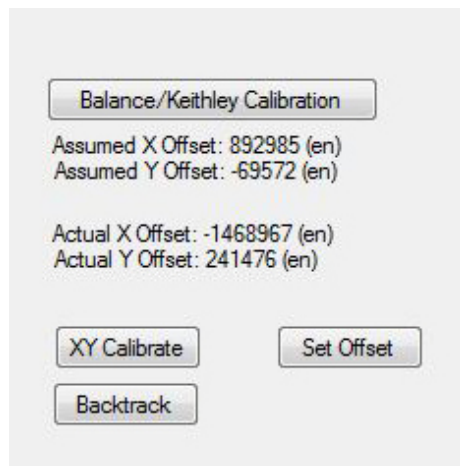 Balance/Keithley Calibration
Assumed X Offset: 892985 (en)
Assumed Y Offset: -69572 (en)
Actual X Offset: -1468967 (en)
Actual Y Offset: 241476 (en)
XY Calibrate
Set Offset
Backtrack